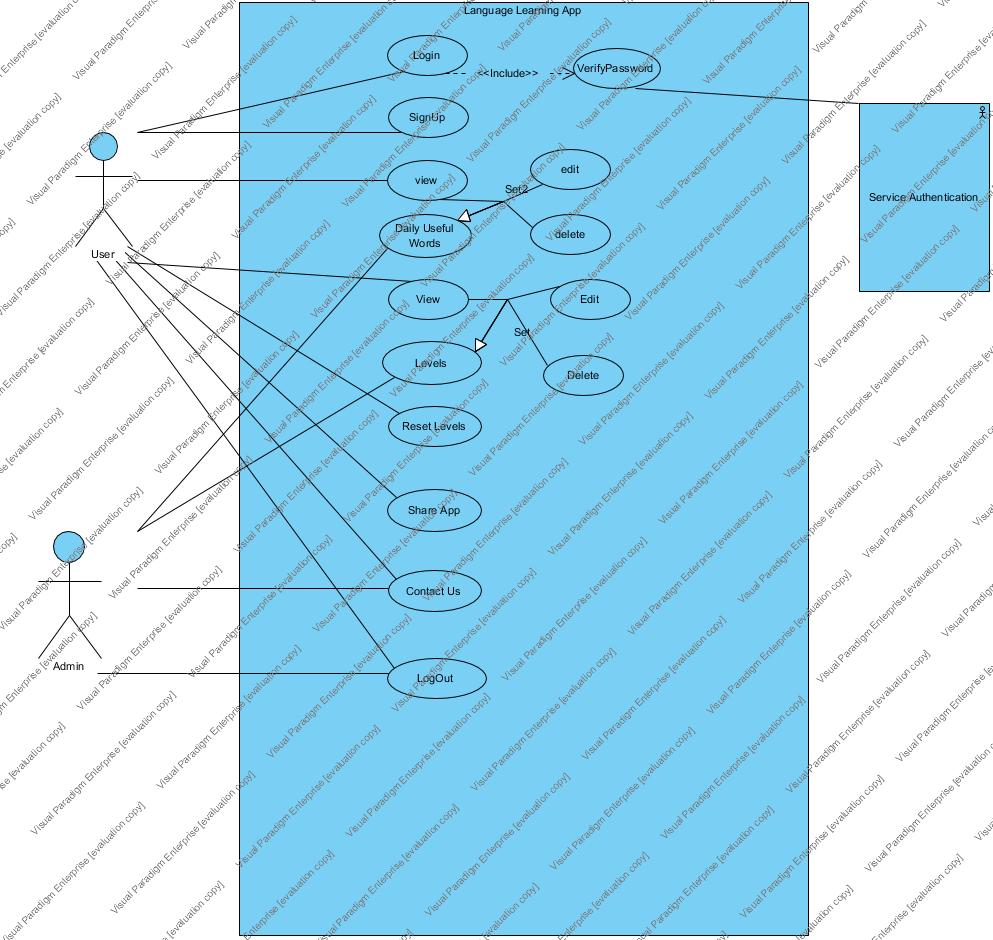 Language Learning App
Login
<<Include>>
VerifyPassword
SignUp
view
edit
Set2
Daily Useful
Words
delete
Service Authentication
User
View
Edit
Set
Levels
Delete
Reset Levels
Share App
Contact Us
Admin
LogOut
Visual Paradigm Enterprise [evaluation copy]